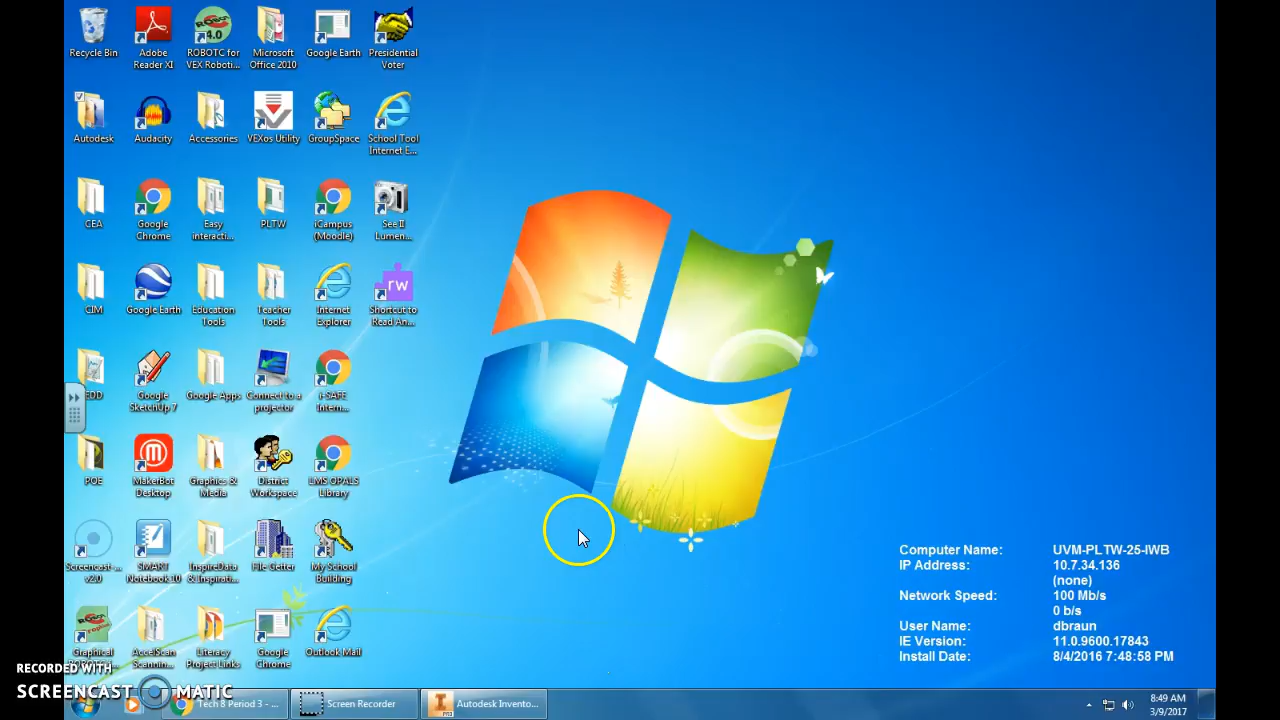 Recycle Bin
Adobe
Reader XI
ROBOTC for
VEX Roboti...
Microsoft
Office 2010
Google Earth
Presidential
Voter
Autodesk
Audacity
Accessories
VEXos Utility
GroupSpace
School Tool
Internet E...
CEA
Google
Chrome
Easy
interacti...
PLTW
iCampus
(Moodle)
See II
Lumen...
CIM
Google Earth
Education
Tools
Teacher
Tools
Internet
Explorer
rw
Shortcut to
Read An...
Google
SketchUp 7
Google Apps
Connect to a
projector
i-SAFE
Intern...
POE
MakerBot
Desktop
Graphics &
Media
District
Workspace
LMS OPALS
Library
Screencast-...
v2.0
SMART
Notebook 10
InspireData
&Inspirati...
File Getter
My School
Building
Graphical
AccelScan
Scannin...
Literacy
Project Links
Google
Chrome
Outlook Mail
Computer Name: UVM-PLTW-25-IWB
IP Address: 10.7.34.136
(none)
Network Speed: 100 Mb/s
0 b/s
User Name: dbraun
IE Version: 11.0.9600.17843
Install Date: 8/4/2016 7:48:58 PM
RECORDED WITH
SCREENCAST MATIC
Tech 8 Period 3 - ...
Screen Recorder
Autodesk Invento...
8:49 AM
3/9/2017